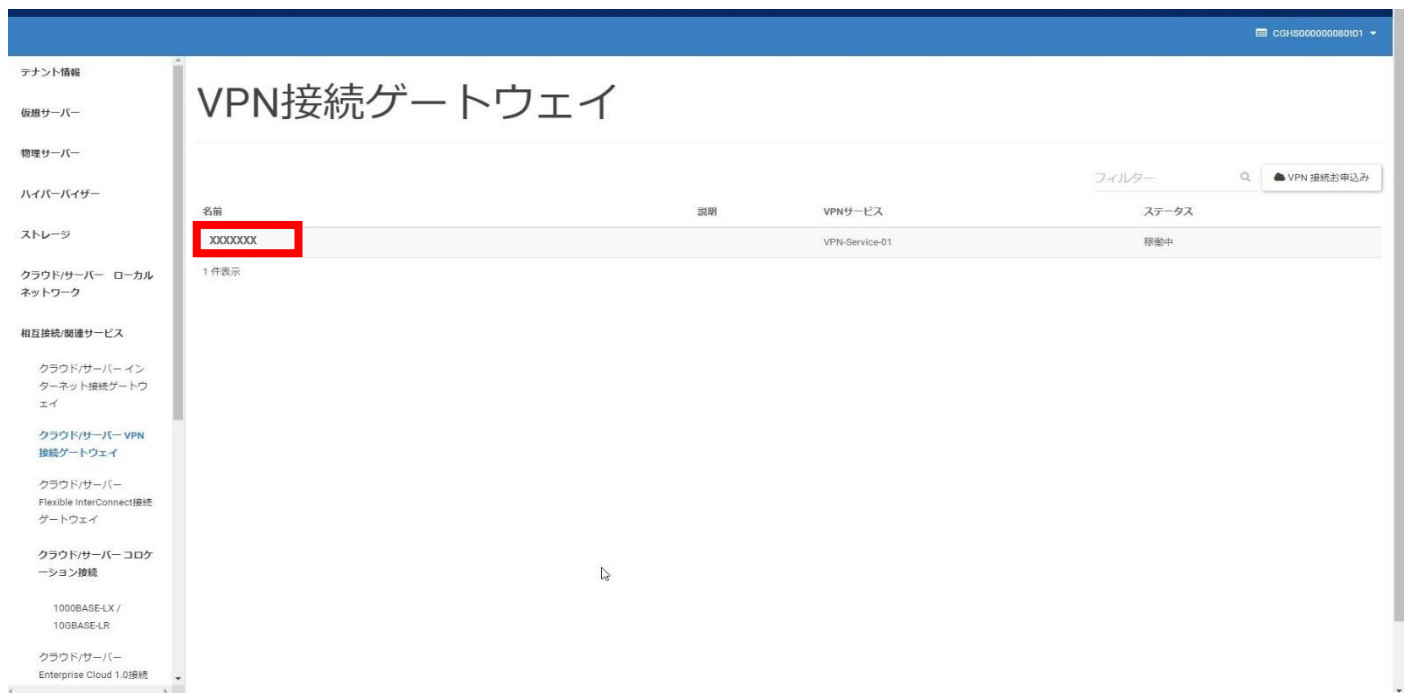 CGHS000000080t01
テナント情報
仮想サーバー
物理サーバー
ハイパーバイザー
ストレージ
クラウド/サーバー ローカル
ネットワーク
相互接続/関連サービス
クラウド/サーバー イン
ターネット接続ゲートウ
ェイ
クラウド/サーバー VPN
接続ゲートウェイ
クラウド/サーバー
Flexible InterConnect接続
ゲートウェイ
クラウド/サーバー コロケ
ーション接続
1000BASE-LX /
10GBASE-LR
クラウド/サーバー
Enterprise Cloud 1.0接続
VPN接続ゲートウェイ
フィルター
VPN 接続お申込み
名前 説明 VPNサービス ステータス
XXXXXXX VPN-Service-01 稼働中
1 件表示